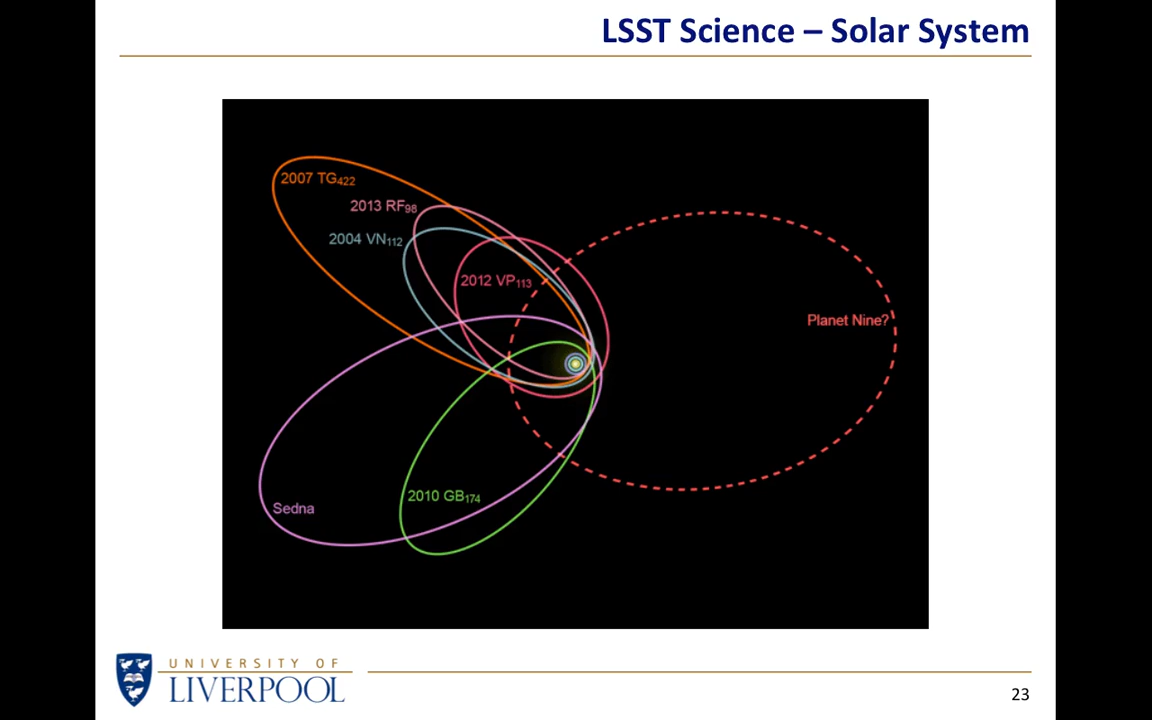 LSST Science – Solar System
2007 TG422
2013 RF98
2004 VN112
2012 VP113
Planet Nine?
2010 GB174
Sedna
UNIVERSITY OF
LIVERPOOL
23